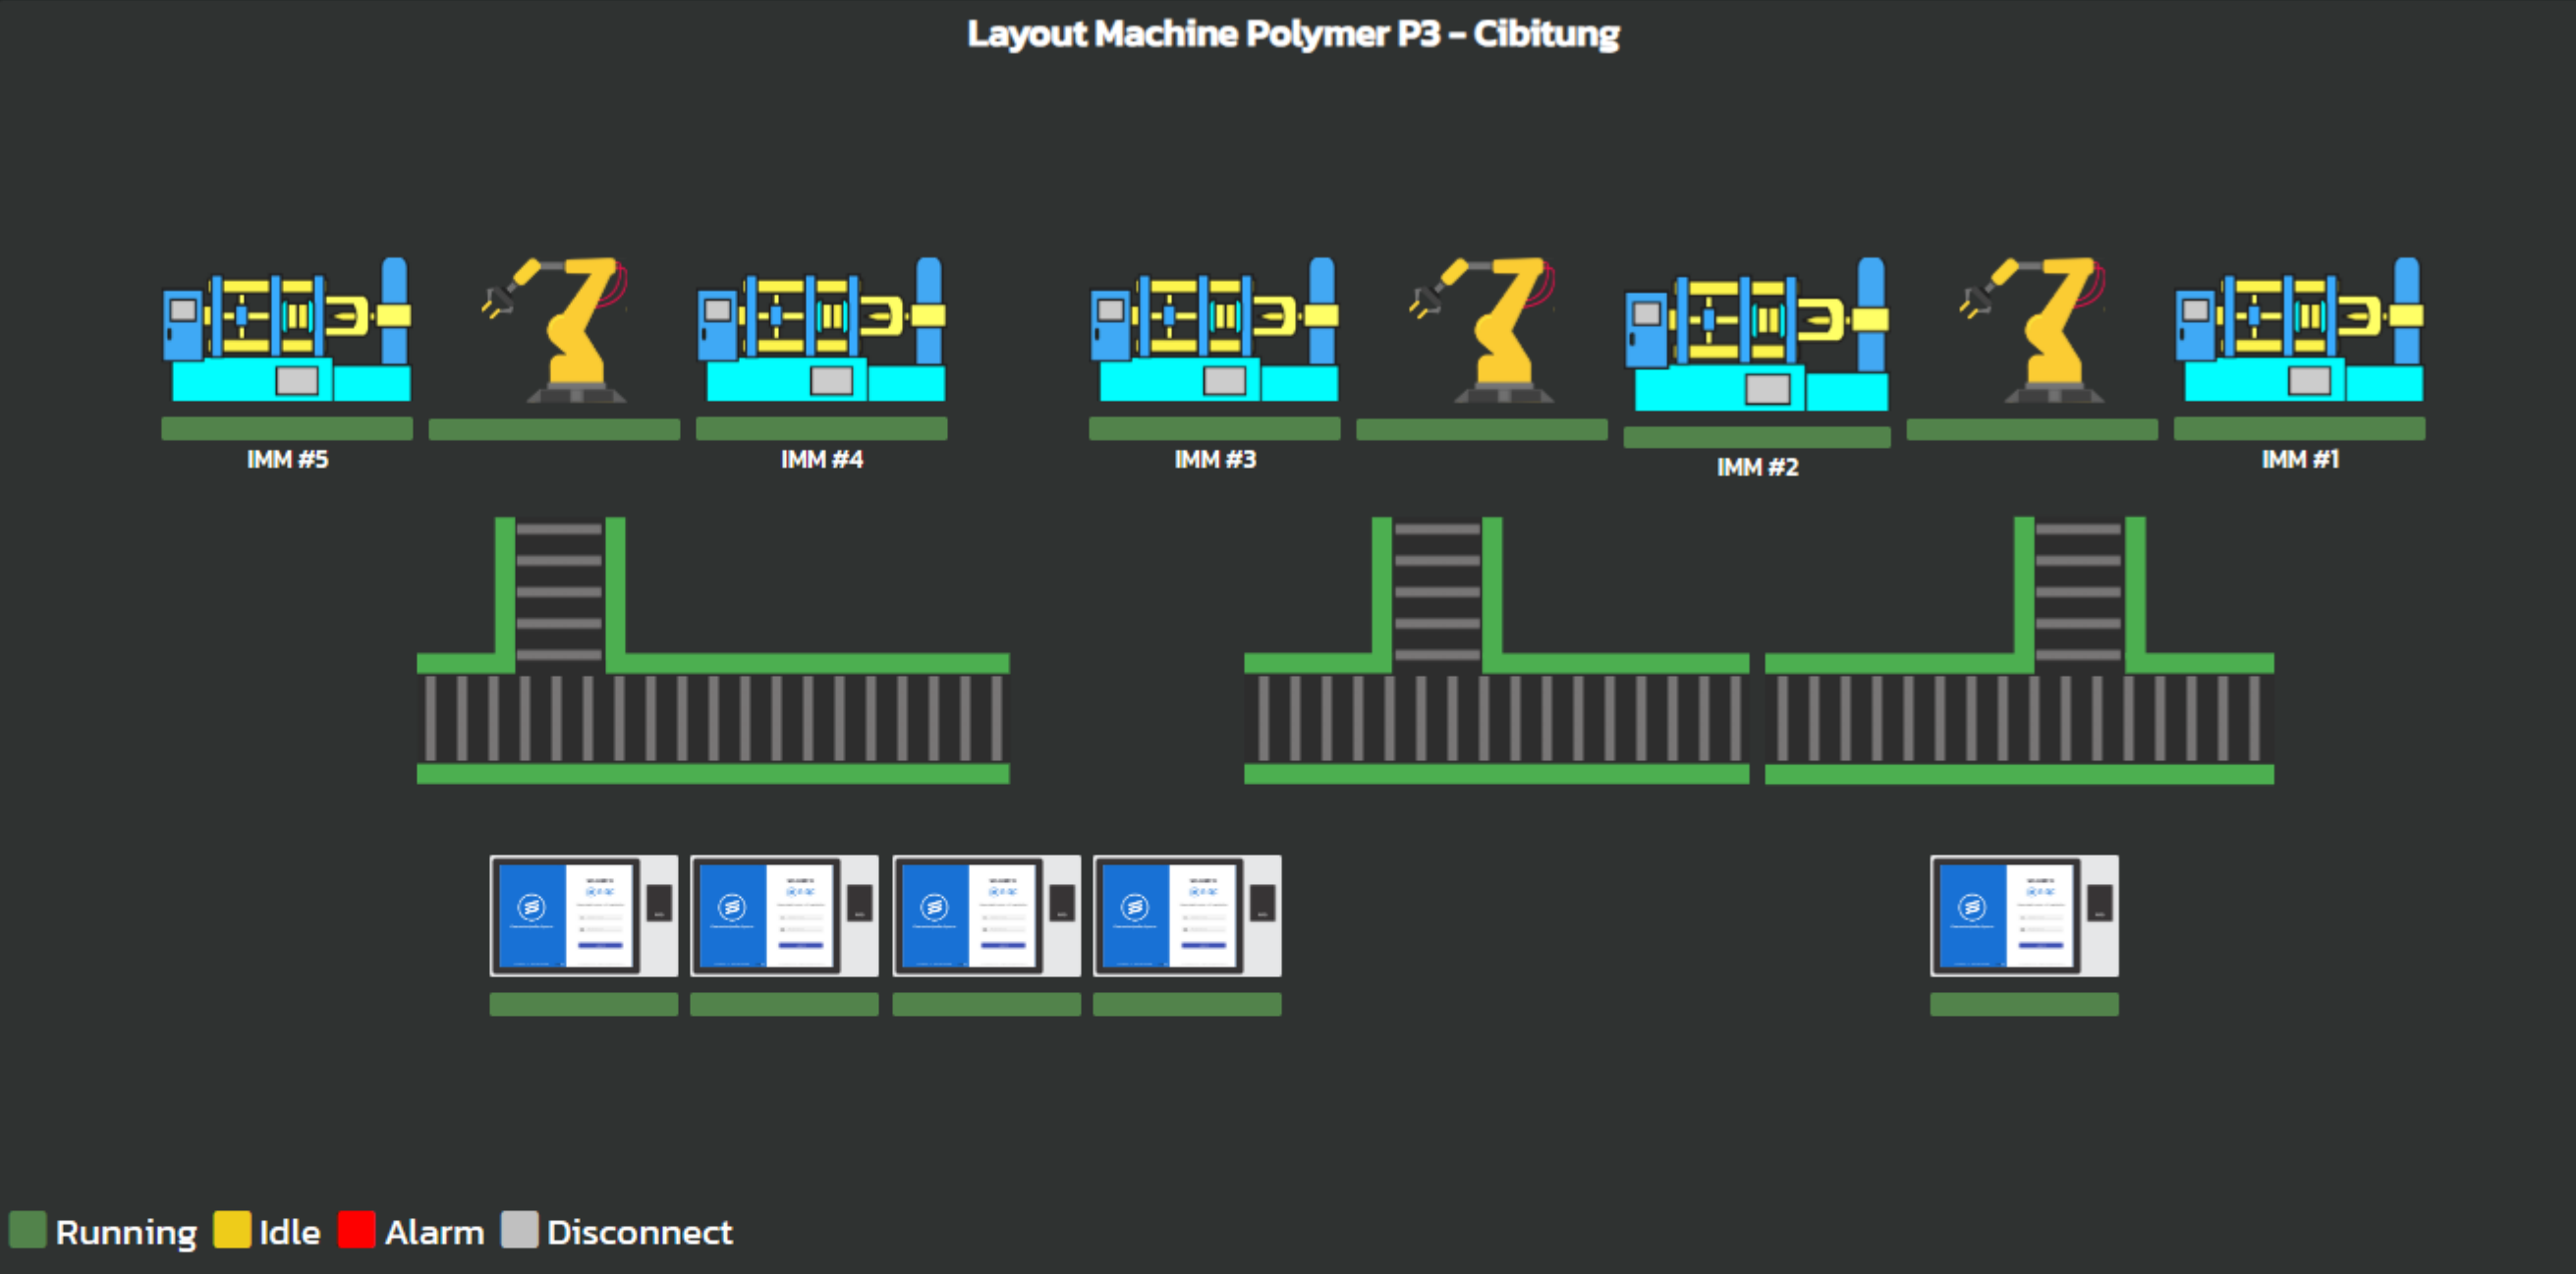 Layout Machine Polymer P3 - Cibitung
IMM #5
IMM #4
IMM #3
IMM #2
IMM #1
Running
Idle
Alarm
Disconnect